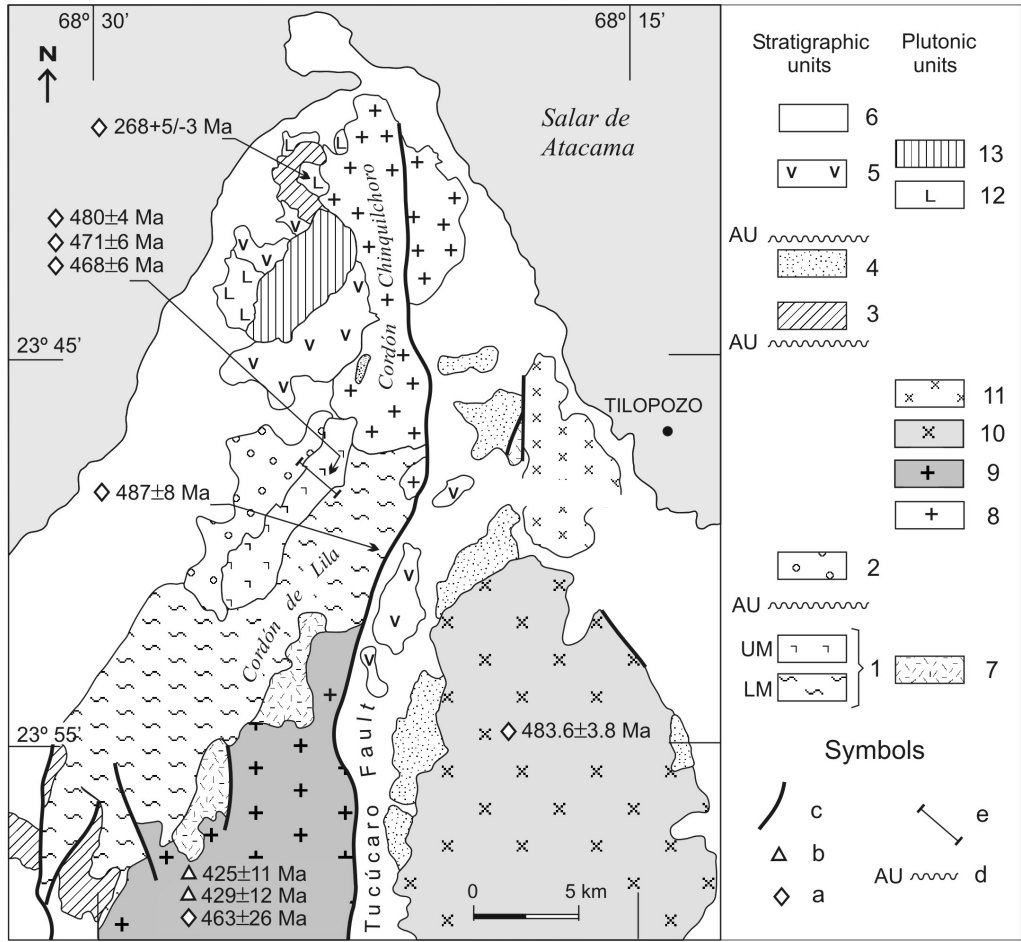 68º 30'
68º 15'
N
268+5/-3 Ma
Salar de
Atacama
480±4 Ma
471±6 Ma
468±6 Ma
Cordón Chinquilchoro
23º 45'
TILOPOZO
487±8 Ma
Cordón de Lila
23º 55'
483.6±3.8 Ma
Tucúcaro Fault
425±11 Ma
429±12 Ma
463±26 Ma
0 5 km
Stratigraphic
units
Plutonic
units
6
5
13
12
AU
4
3
AU
11
10
9
8
2
AU
UM
LM
1
7
Symbols
c
e
b
AU d
a